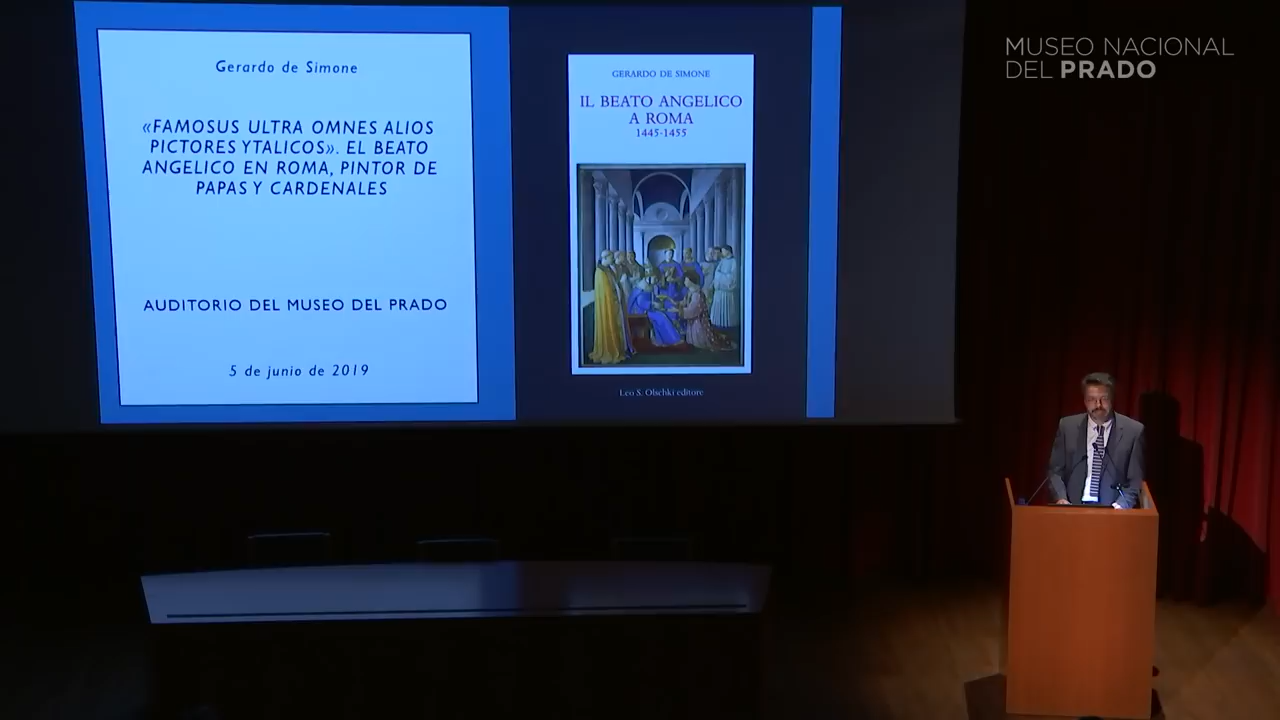 Gerardo de Simone
«FAMOSUS ULTRA OMNES ALIOS
PICTORES YTALICOS». EL BEATO
ANGELICO EN ROMA, PINTOR DE
PAPAS Y CARDENALES
AUDITORIO DEL MUSEO DEL PRADO
5 de junio de 2019
GERARDO DE SIMONE
IL BEATO ANGELICO
A ROMA
1445-1455
Leo S. Olschki editore
MUSEO NACIONAL
DEL PRADO